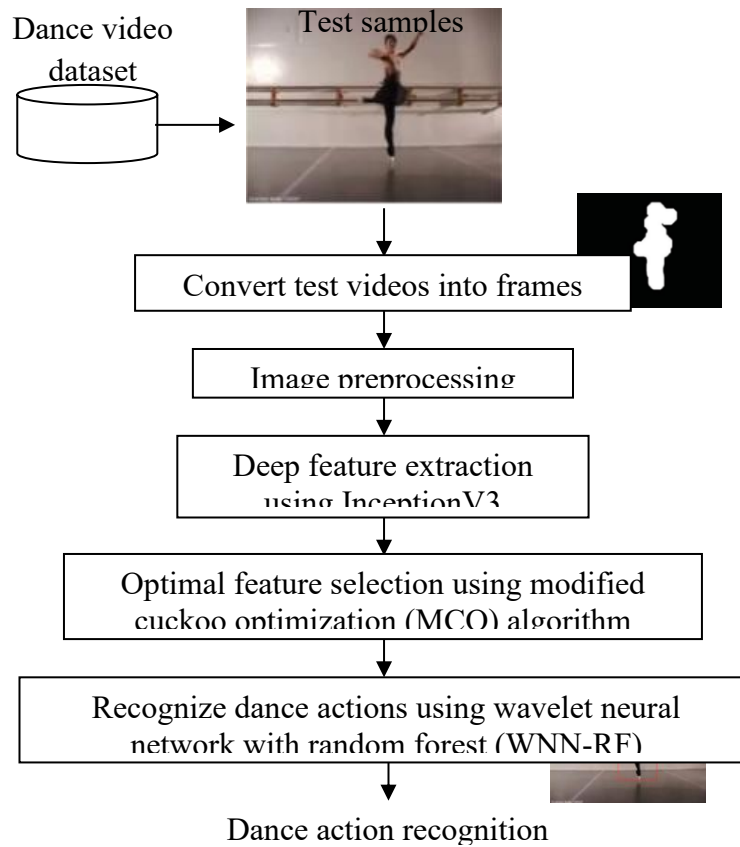 Dance video
dataset
Test samples
Convert test videos into frames
Image preprocessing
Deep feature extraction
using InceptionV3
Optimal feature selection using modified
cuckoo optimization (MCO) algorithm
Recognize dance actions using wavelet neural
network with random forest (WNN-RF)
Dance action recognition